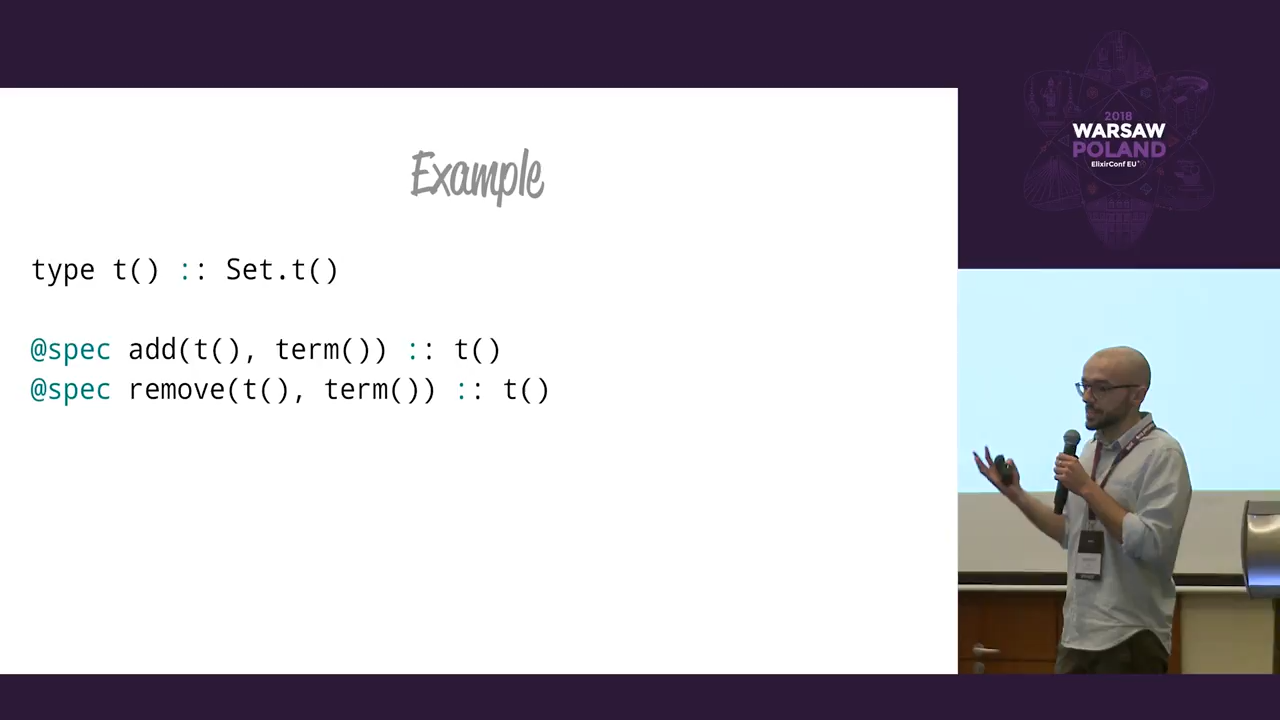 Example
type t() :: Set.t()
@spec add(t(), term()) :: t()
@spec remove(t(), term()) :: t()
2018
WARSAW
POLAND
ElixirConf EU